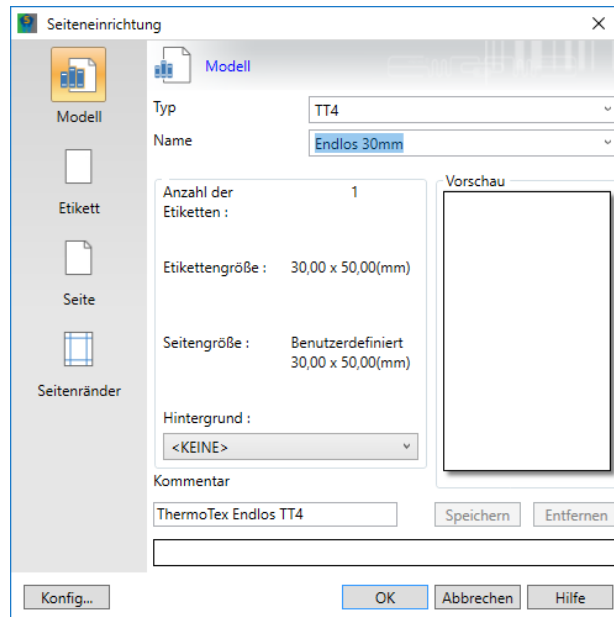 Seiteneinrichtung
Modell
Etikett
Seite
Seitenränder
Modell
Typ
TT4
Name
Endlos 30mm
Anzahl der
Etiketten :
1
Etikettengröße :
30,00 x 50,00(mm)
Seitengröße :
Benutzerdefiniert
30,00 x 50,00(mm)
Hintergrund :
<KEINE>
Vorschau
Kommentar
ThermoTex Endlos TT4
Speichern
Entfernen
Konfig...
OK
Abbrechen
Hilfe